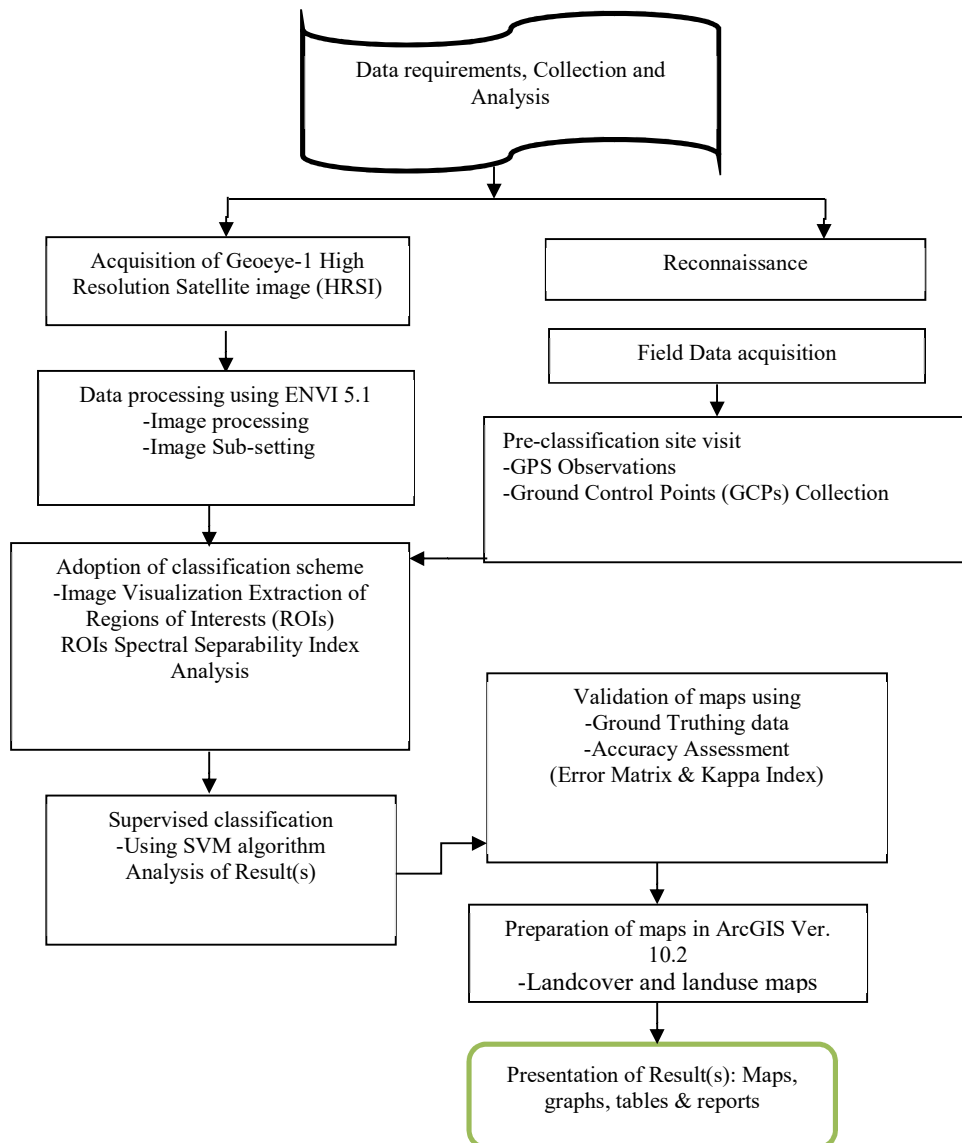 Data requirements, Collection and
Analysis
Acquisition of Geoeye-1 High
Resolution Satellite image (HRSI)
Reconnaissance
Field Data acquisition
Data processing using ENVI 5.1
-Image processing
-Image Sub-setting
Pre-classification site visit
-GPS Observations
-Ground Control Points (GCPs) Collection
Adoption of classification scheme
-Image Visualization Extraction of
Regions of Interests (ROIs)
ROIs Spectral Separability Index
Analysis
Validation of maps using
-Ground Truthing data
-Accuracy Assessment
(Error Matrix & Kappa Index)
Supervised classification
-Using SVM algorithm
Analysis of Result(s)
Preparation of maps in ArcGIS Ver.
10.2
-Landcover and landuse maps
Presentation of Result(s): Maps,
graphs, tables & reports